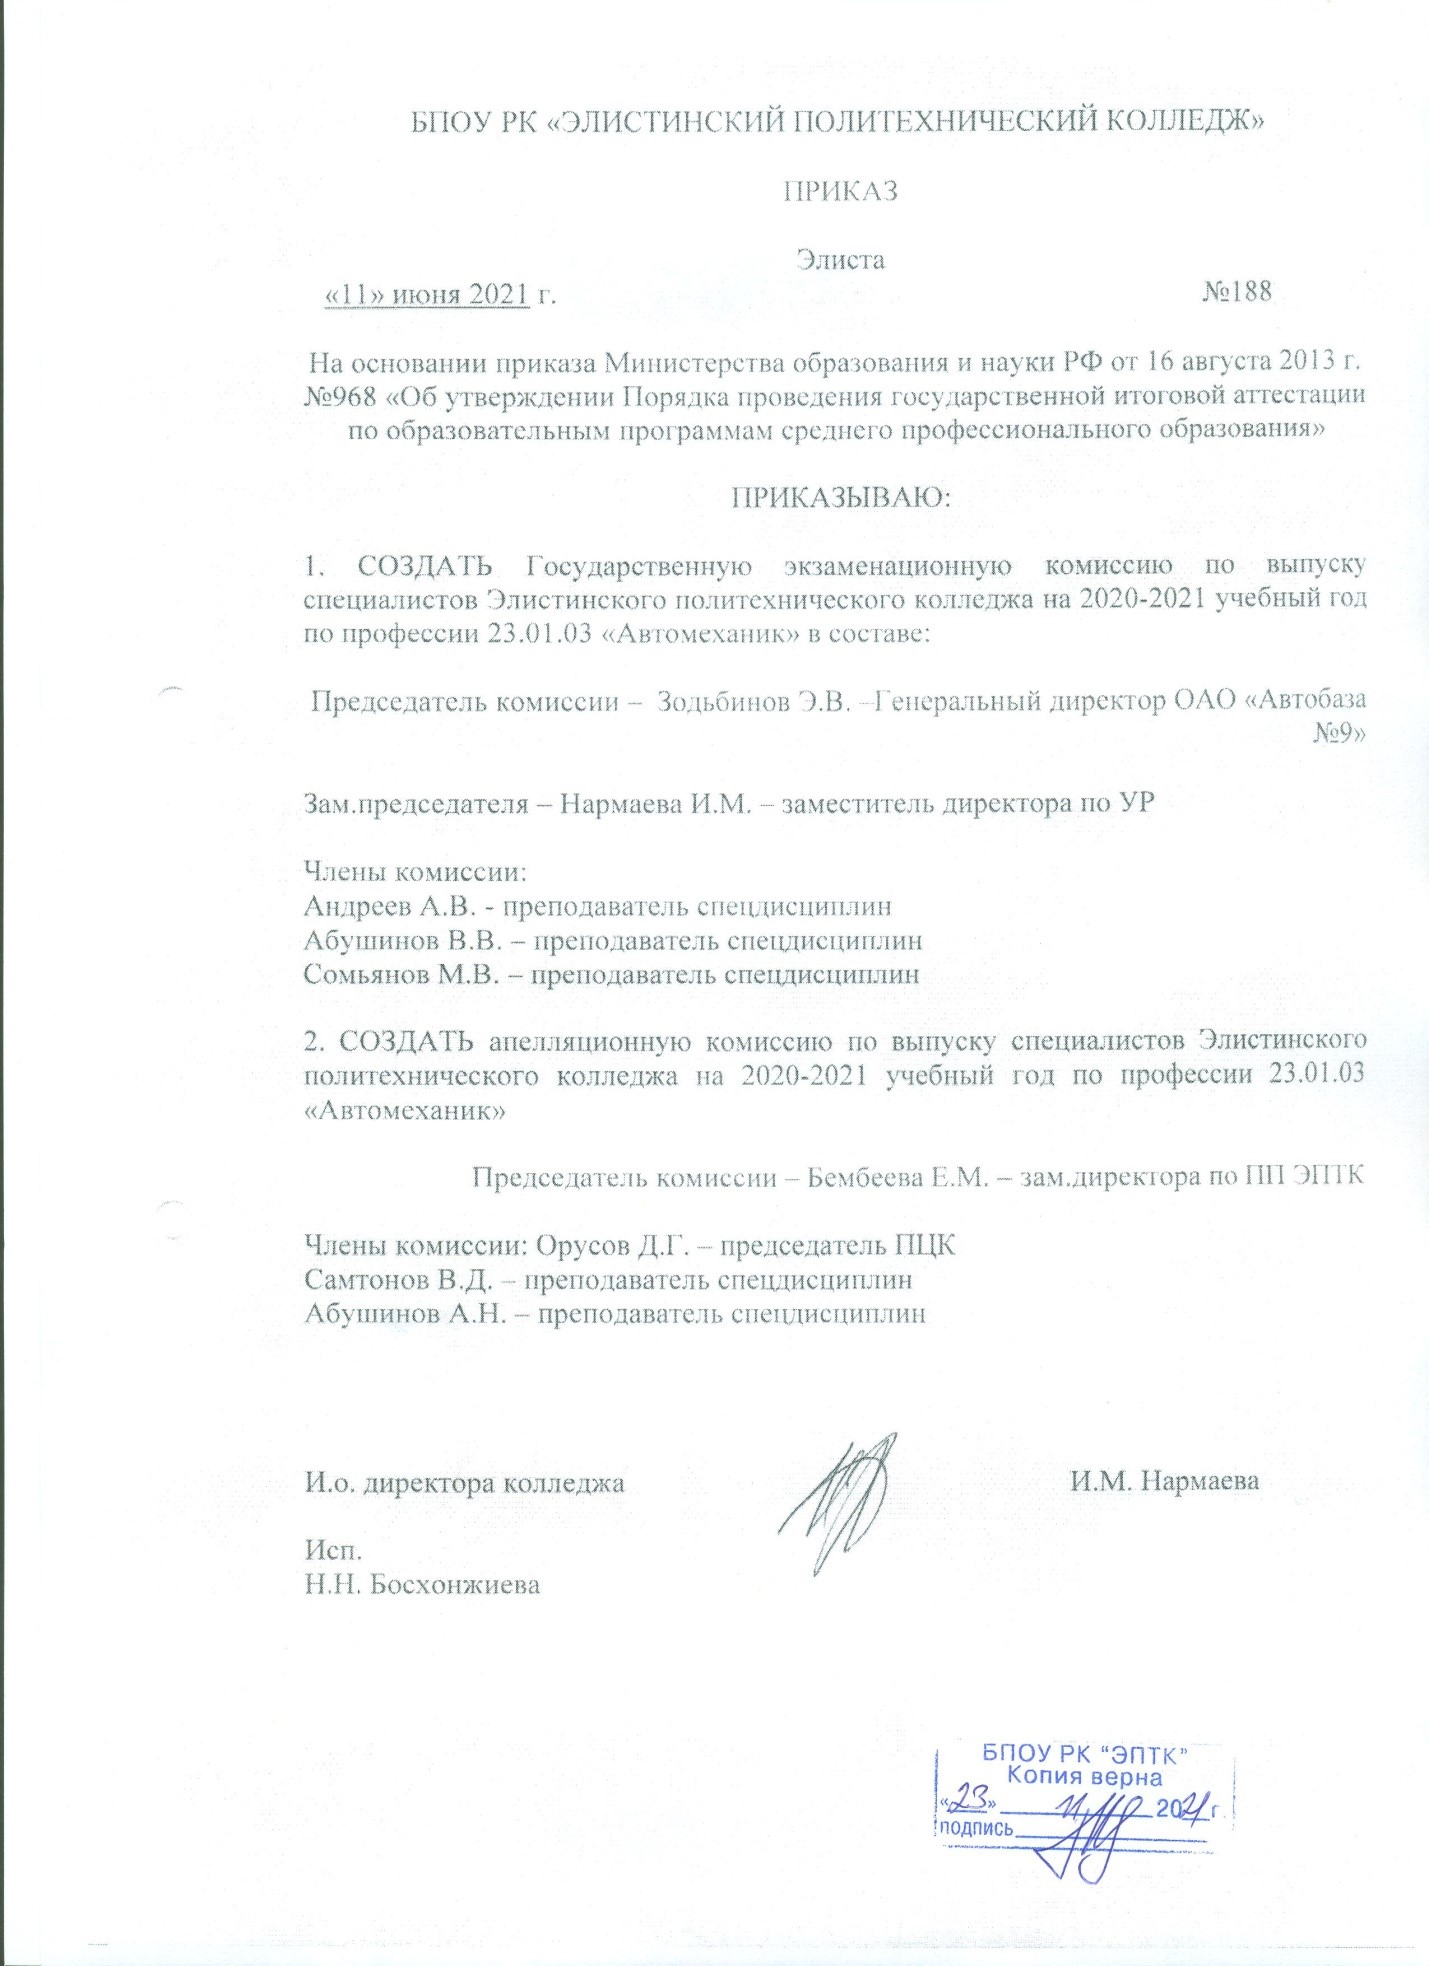 БПОУ РК «ЭЛИСТИНСКИЙ ПОЛИТЕХНИЧЕСКИЙ КОЛЛЕДЖ»
ПРИКАЗ
Элиста
«11» июня 2021 г. №188
На основании приказа Министерства образования и науки РФ от 16 августа 2013 г.
№968 «Об утверждении Порядка проведения государственной итоговой аттестации
по образовательным программам среднего профессионального образования»
ПРИКАЗЫВАЮ:
1. СОЗДАТЬ Государственную экзаменационную комиссию по выпуску
специалистов Элистинского политехнического колледжа на 2020-2021 учебный год
по профессии 23.01.03 «Автомеханик» в составе:
Председатель комиссии – Зодьбинов Э.В. –Генеральный директор ОАО «Автобаза
№9»
Зам.председателя – Нармаева И.М. – заместитель директора по УР
Члены комиссии:
Андреев А.В. - преподаватель спецдисциплин
Абушинов В.В. – преподаватель спецдисциплин
Сомьянов М.В. – преподаватель спецдисциплин
2. СОЗДАТЬ апелляционную комиссию по выпуску специалистов Элистинского
политехнического колледжа на 2020-2021 учебный год по профессии 23.01.03
«Автомеханик»
Председатель комиссии – Бембеева Е.М. – зам.директора по ПП ЭПТК
Члены комиссии: Орусов Д.Г. – председатель ПЦК
Самтонов В.Д. – преподаватель спецдисциплин
Абушинов А.Н. – преподаватель спецдисциплин
И.о. директора колледжа И.М. Нармаева
Исп.
Н.Н. Босхонжиева
БПОУ РК "ЭПТК"
Копия верна
«23» 11 2021 г.
подпись